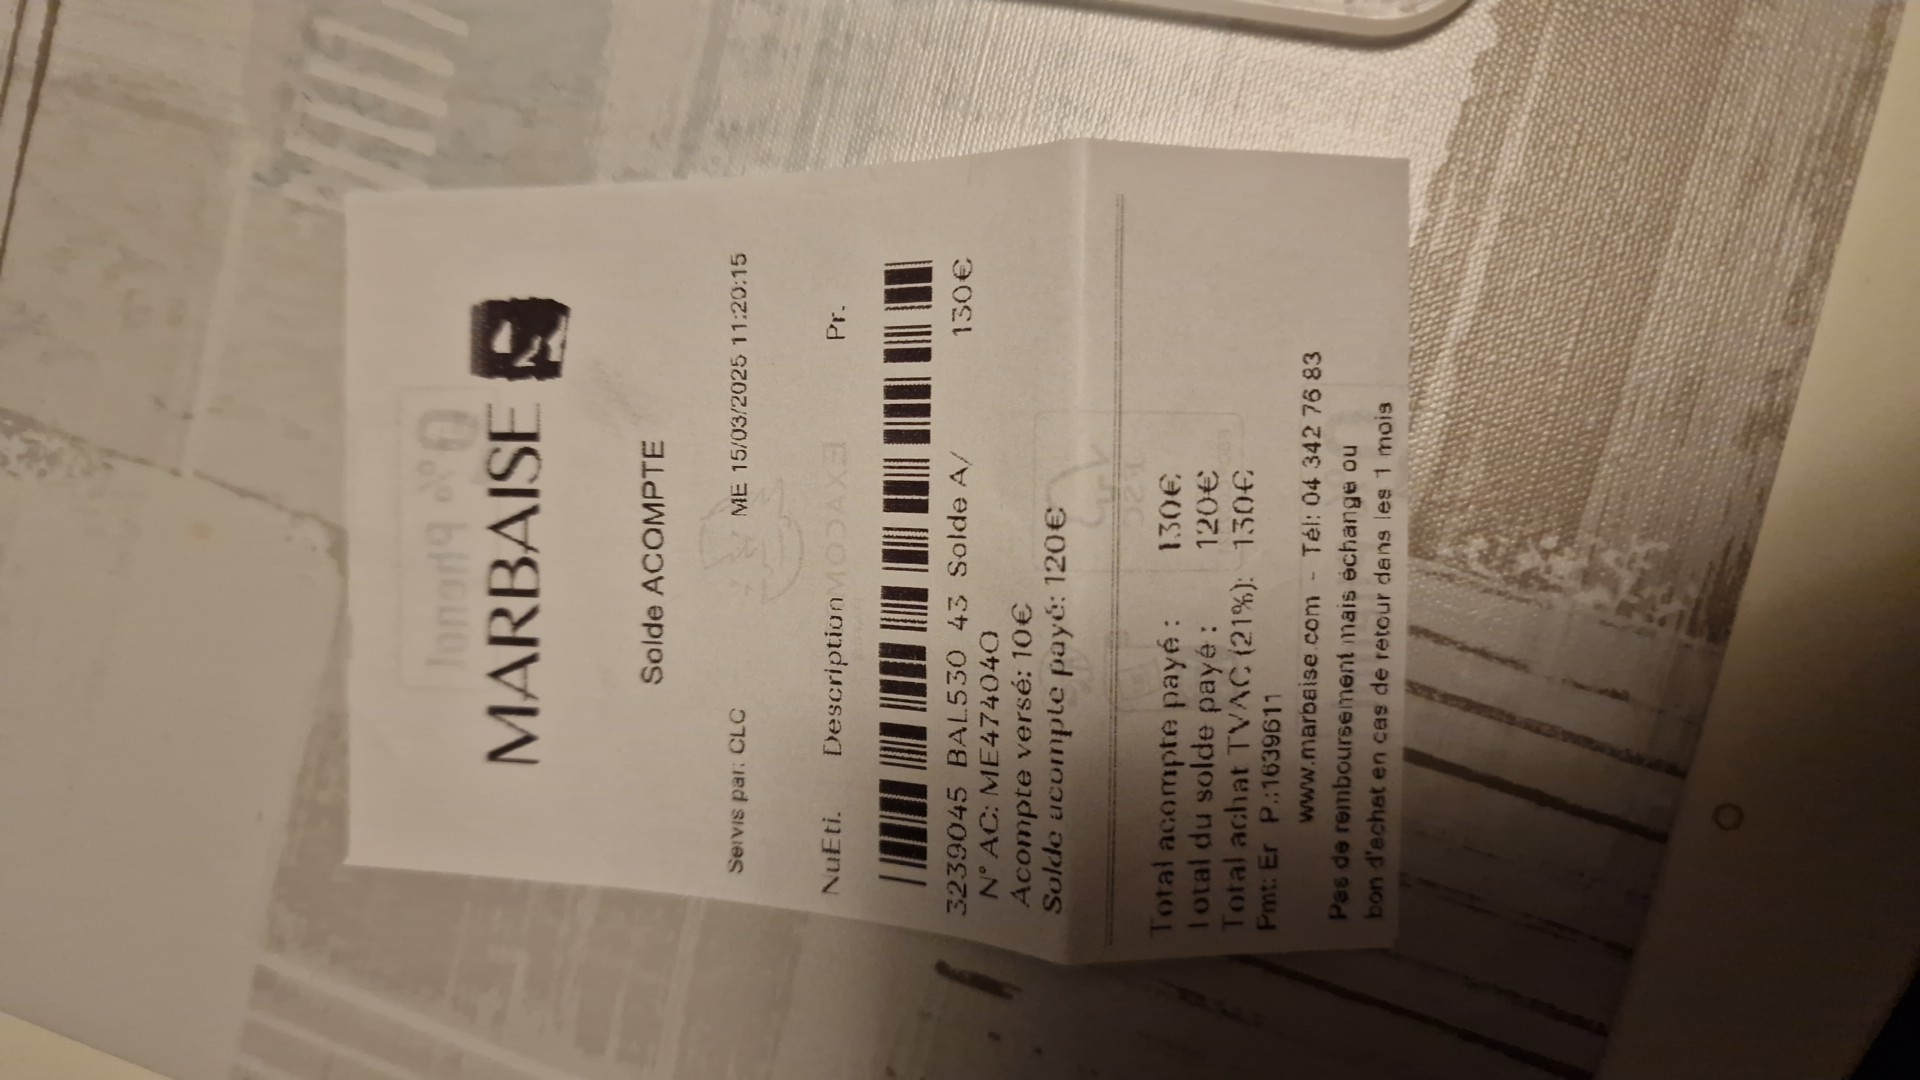 MARBAISE
Solde ACOMPTE
Servis par: CLC ME 15/03/2025 11:20:15
NuEti. Description Pr.
3239045 BAL530 43 Solde A/ 130€
N° AC: ME474040
Acompte versé: 10€
Solde acompte payé: 120€
Total acompte payé : 130€
Total du solde payé : 120€
Total achat TVAC (21%): 130€
Pmt: Er P.:1639611
www.marbaise.com - Tél: 04 342 76 83
Pas de remboursement mais échange ou
bon d'achat en cas de retour dans les 1 mois